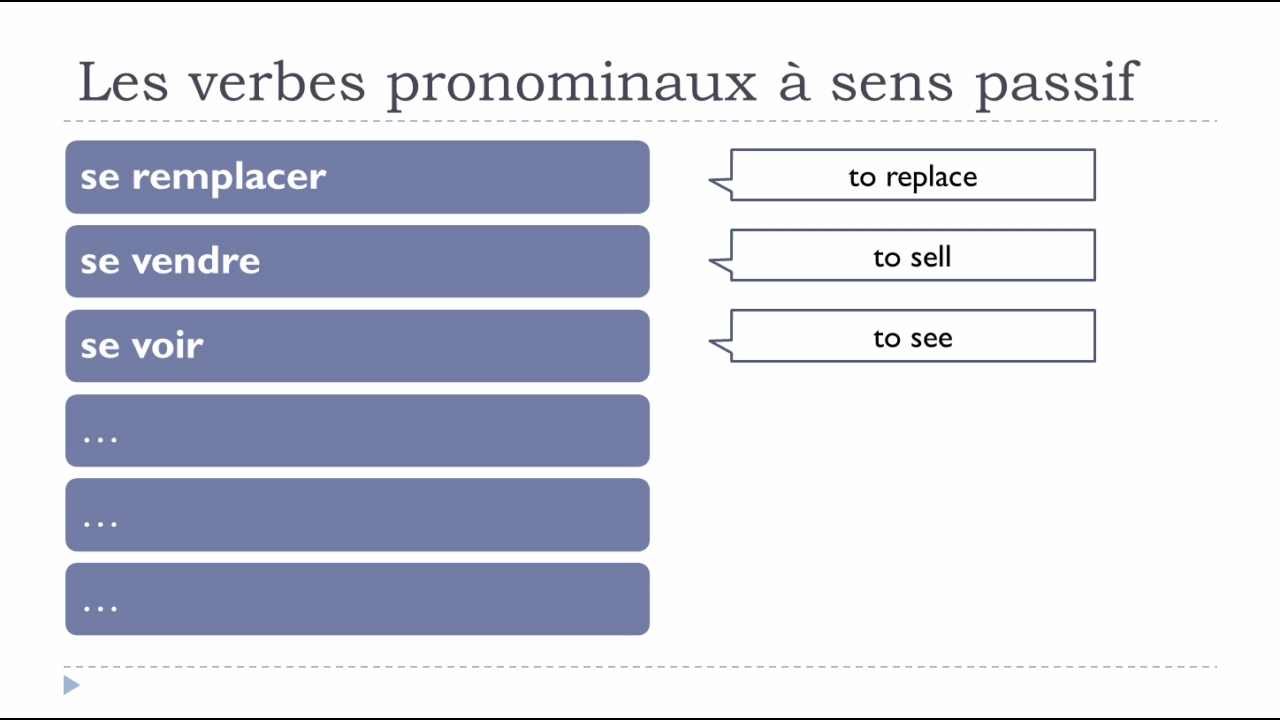 Les verbes pronominaux à sens passif
se remplacer
to replace
se vendre
to sell
se voir
to see
...
...
...